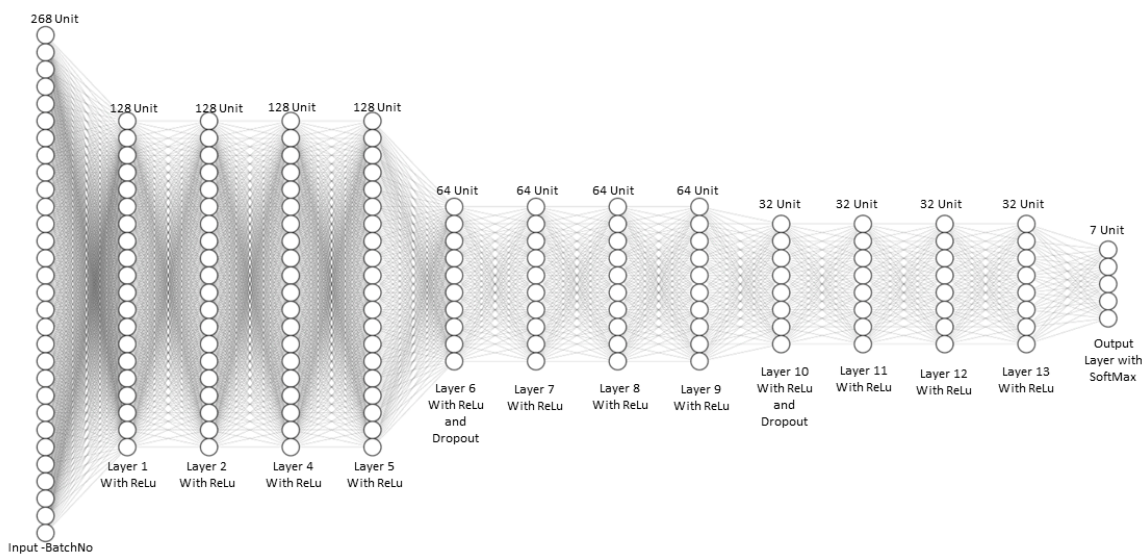 268 Unit
128 Unit
128 Unit
128 Unit
128 Unit
64 Unit
64 Unit
64 Unit
64 Unit
32 Unit
32 Unit
32 Unit
32 Unit
7 Unit
Input -BatchNo
Layer 1
With ReLu
Layer 2
With ReLu
Layer 4
With ReLu
Layer 5
With ReLu
Layer 6
With ReLu
and
Dropout
Layer 7
With ReLu
Layer 8
With ReLu
Layer 9
With ReLu
Layer 10
With ReLu
and
Dropout
Layer 11
With ReLu
Layer 12
With ReLu
Layer 13
With ReLu
Output
Layer with
SoftMax